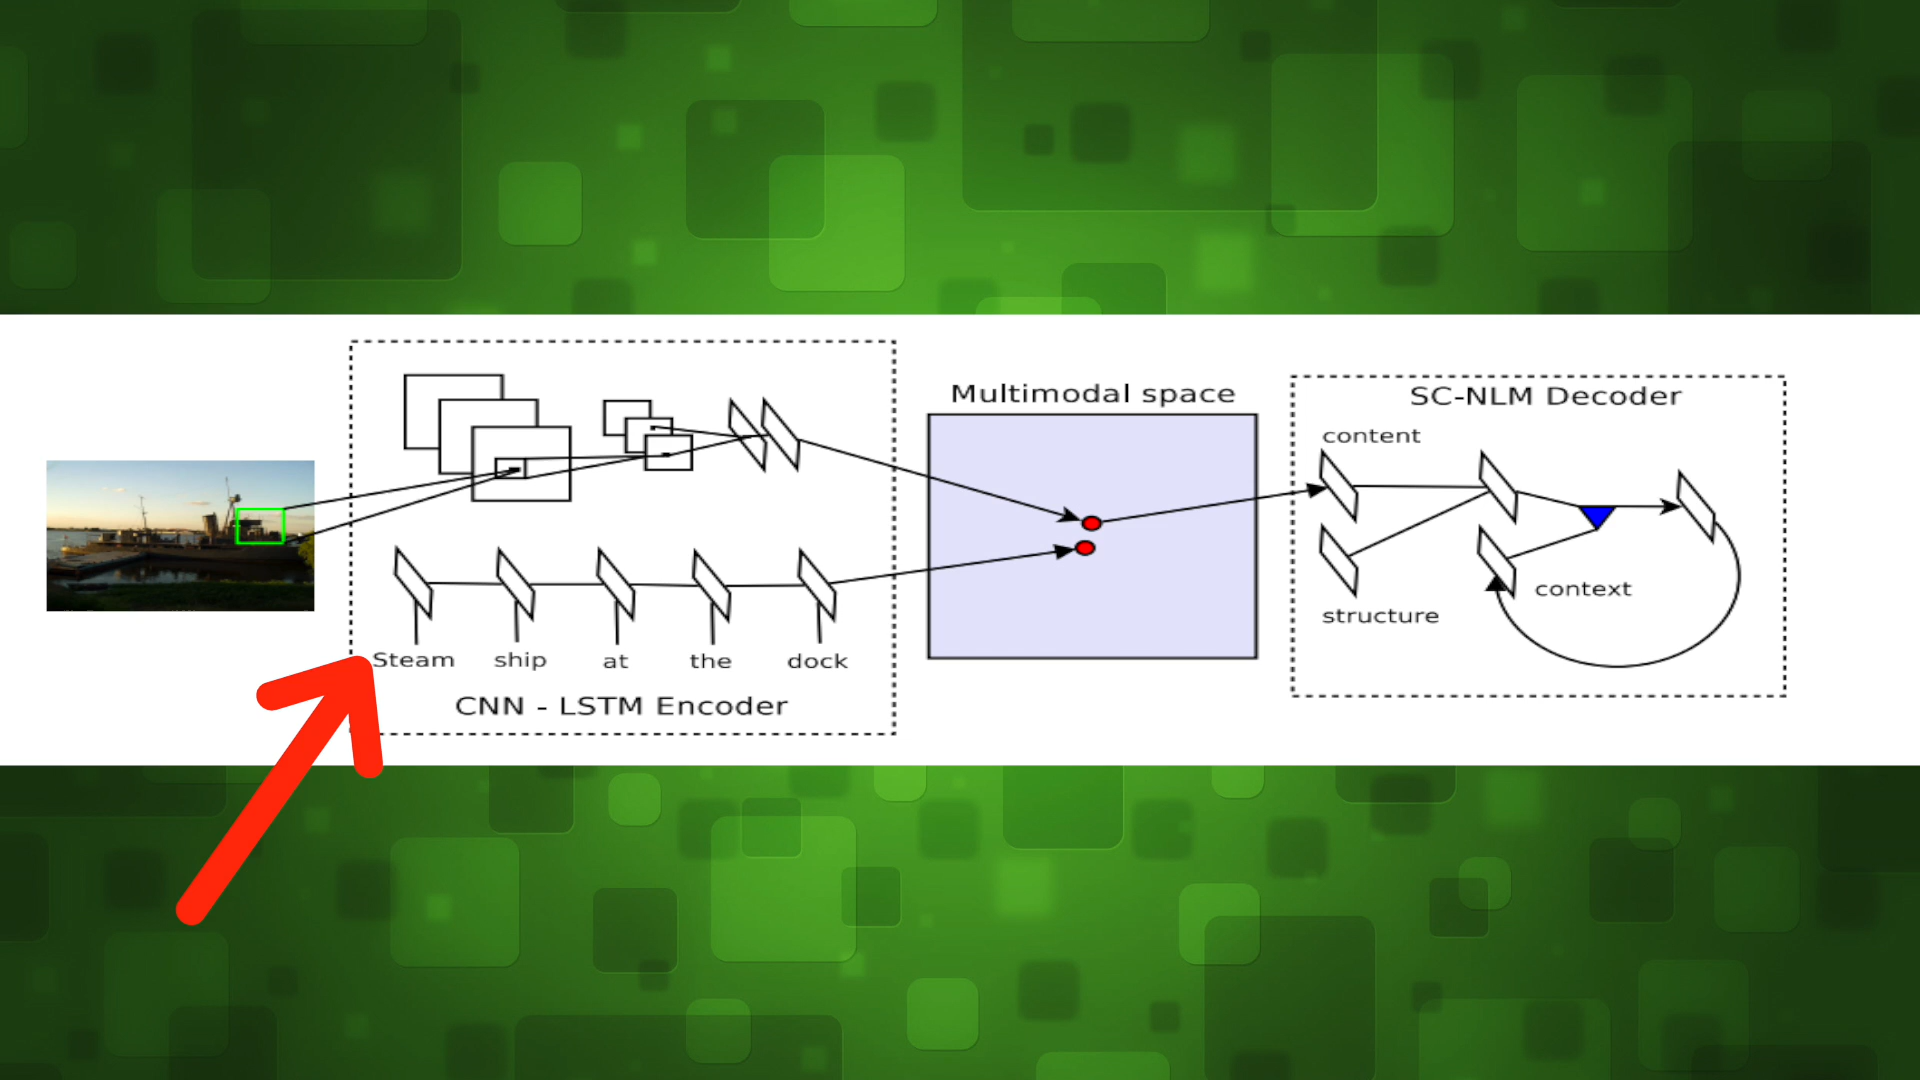 Steam ship at the dock
CNN - LSTM Encoder
Multimodal space
SC-NLM Decoder
content
structure
context